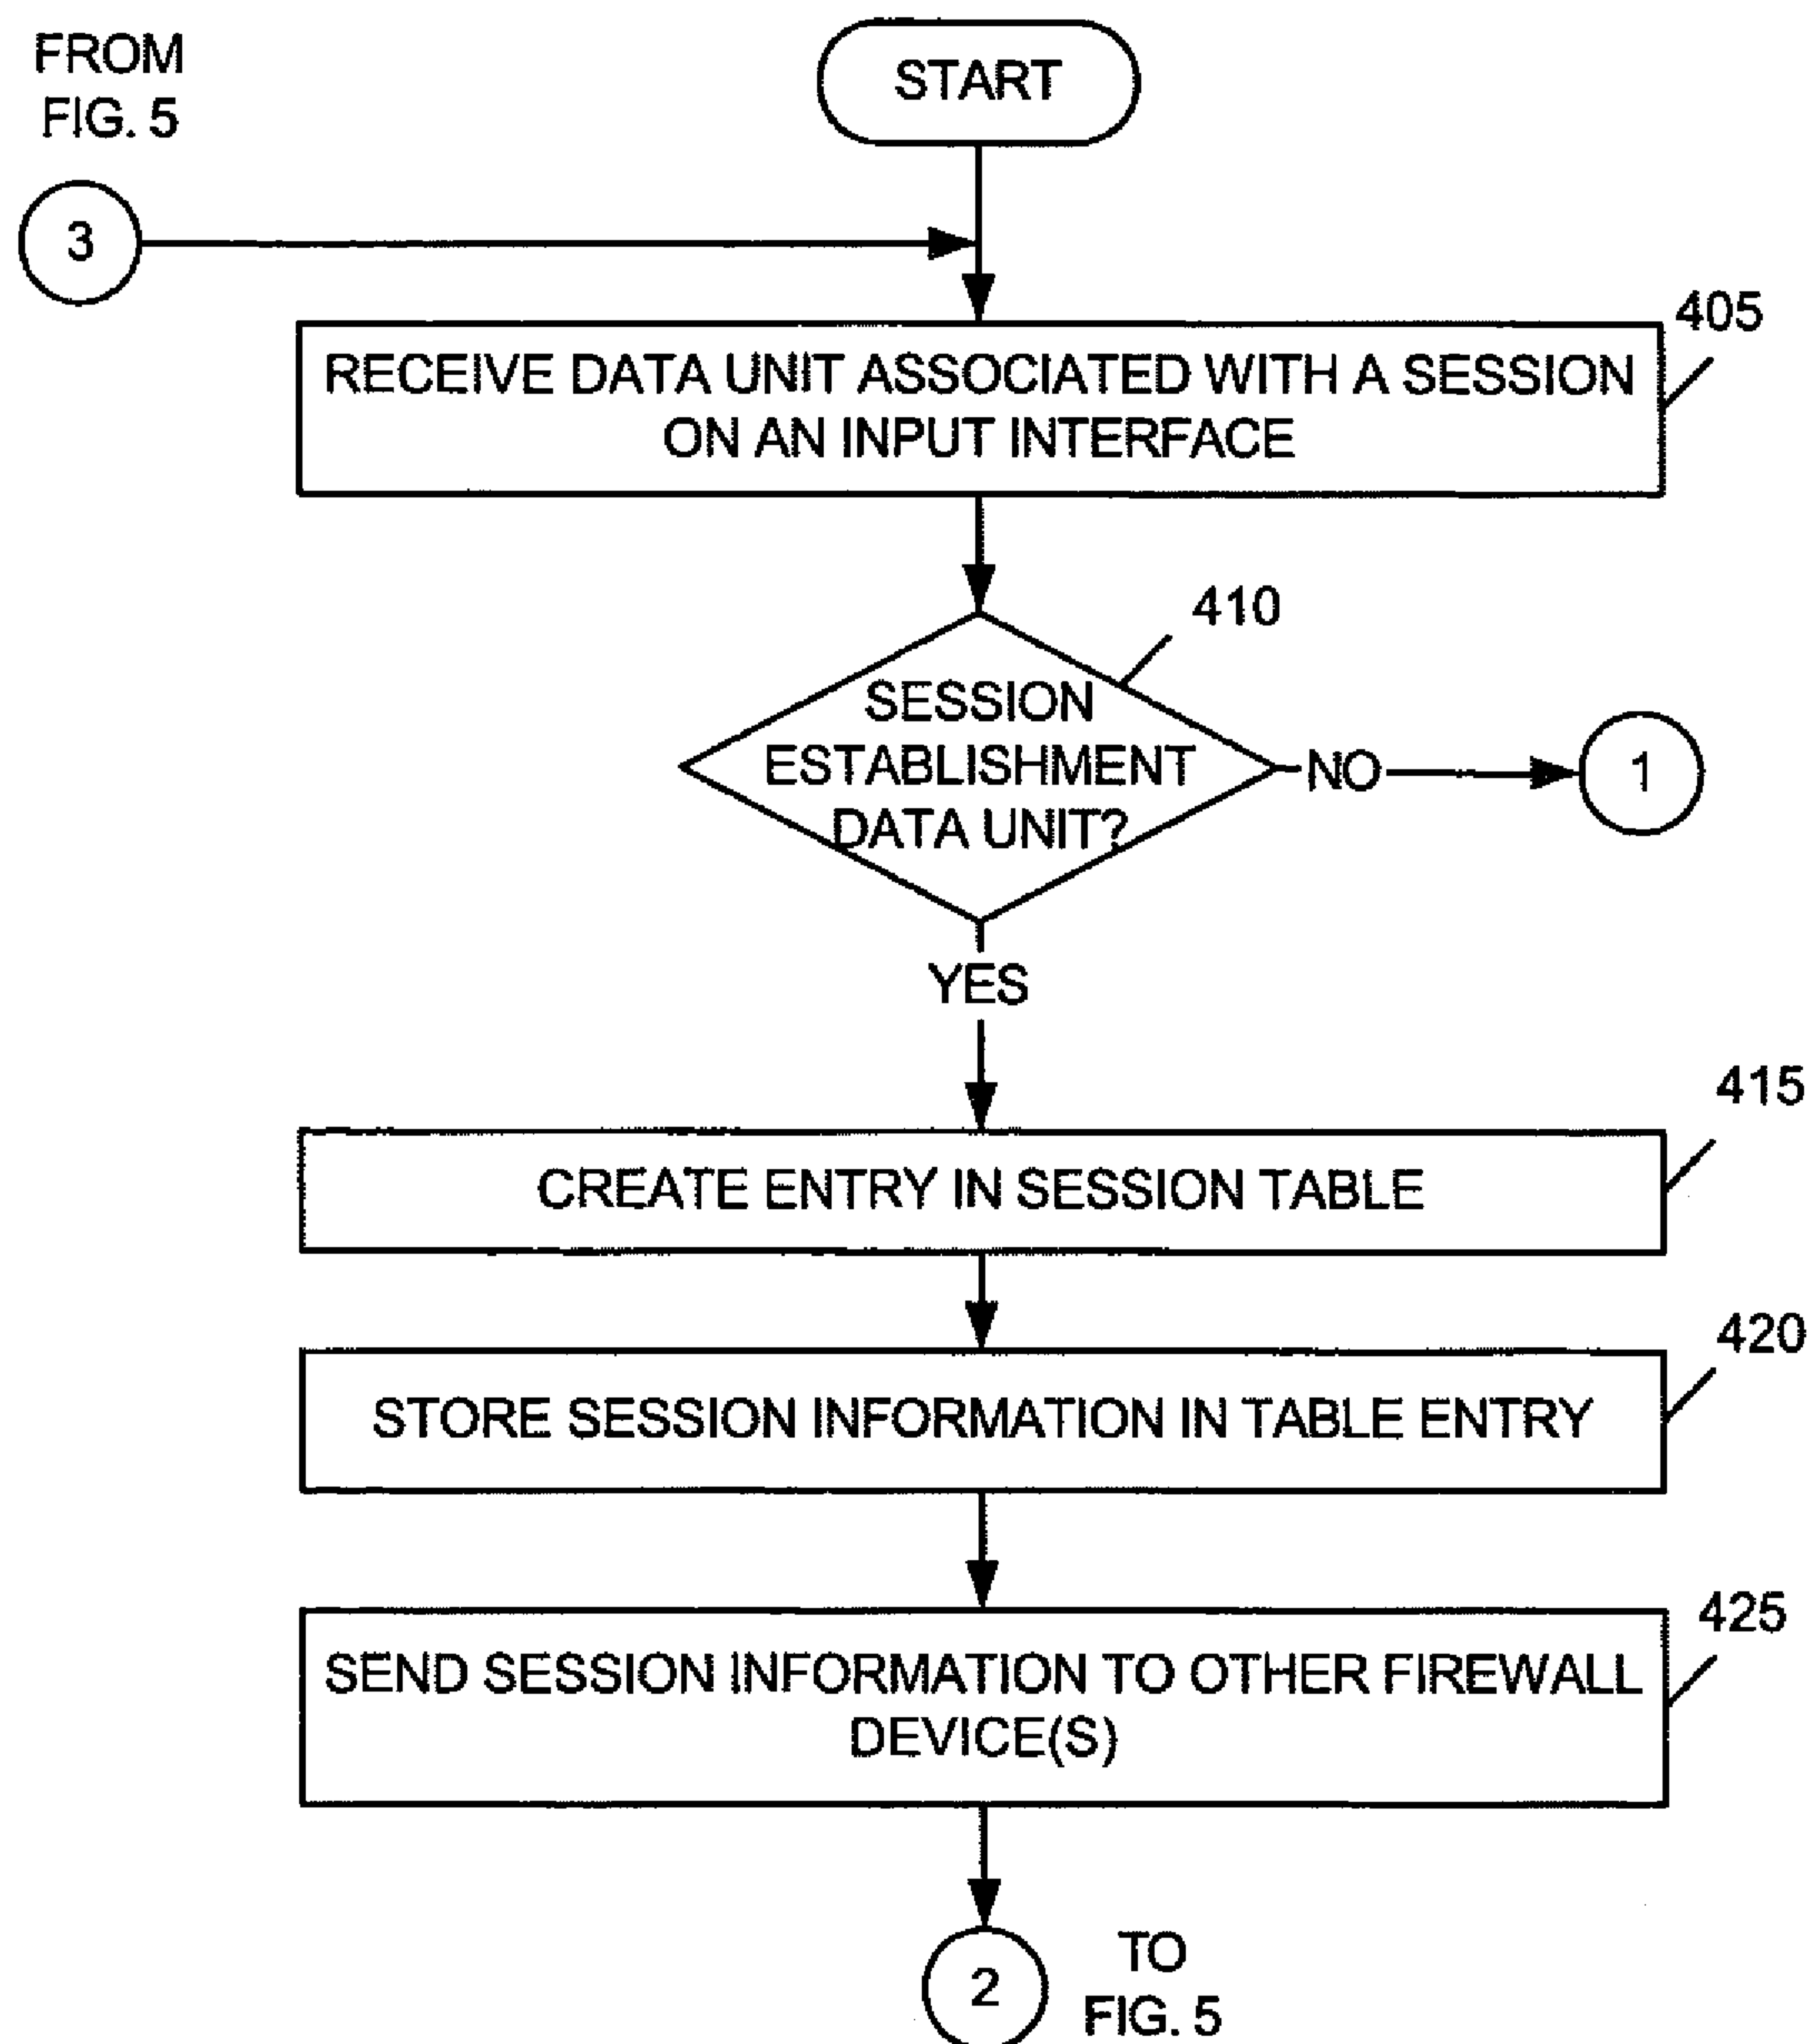 FROM
FIG. 5
START
3
405
RECEIVE DATA UNIT ASSOCIATED WITH A SESSION
ON AN INPUT INTERFACE
410
SESSION
ESTABLISHMENT
DATA UNIT?
NO
1
YES
415
CREATE ENTRY IN SESSION TABLE
420
STORE SESSION INFORMATION IN TABLE ENTRY
425
SEND SESSION INFORMATION TO OTHER FIREWALL
DEVICE(S)
2
TO
FIG. 5